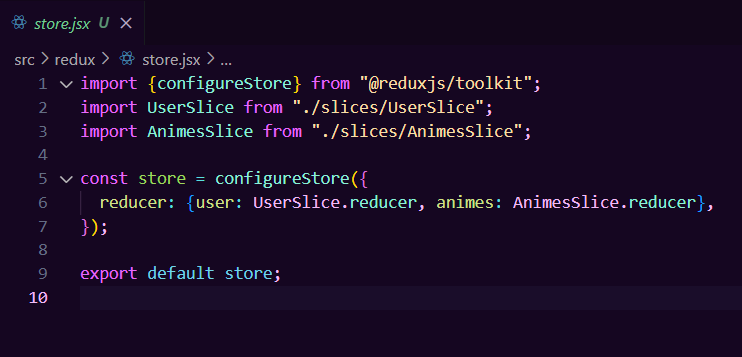 store.jsx U ×
src > redux > store.jsx > ...
1 import {configureStore} from "@reduxjs/toolkit";
2 import UserSlice from "./slices/UserSlice";
3 import AnimesSlice from "./slices/AnimesSlice";
4
5 const store = configureStore({
6   reducer: {user: UserSlice.reducer, animes: AnimesSlice.reducer},
7 });
8
9 export default store;
10